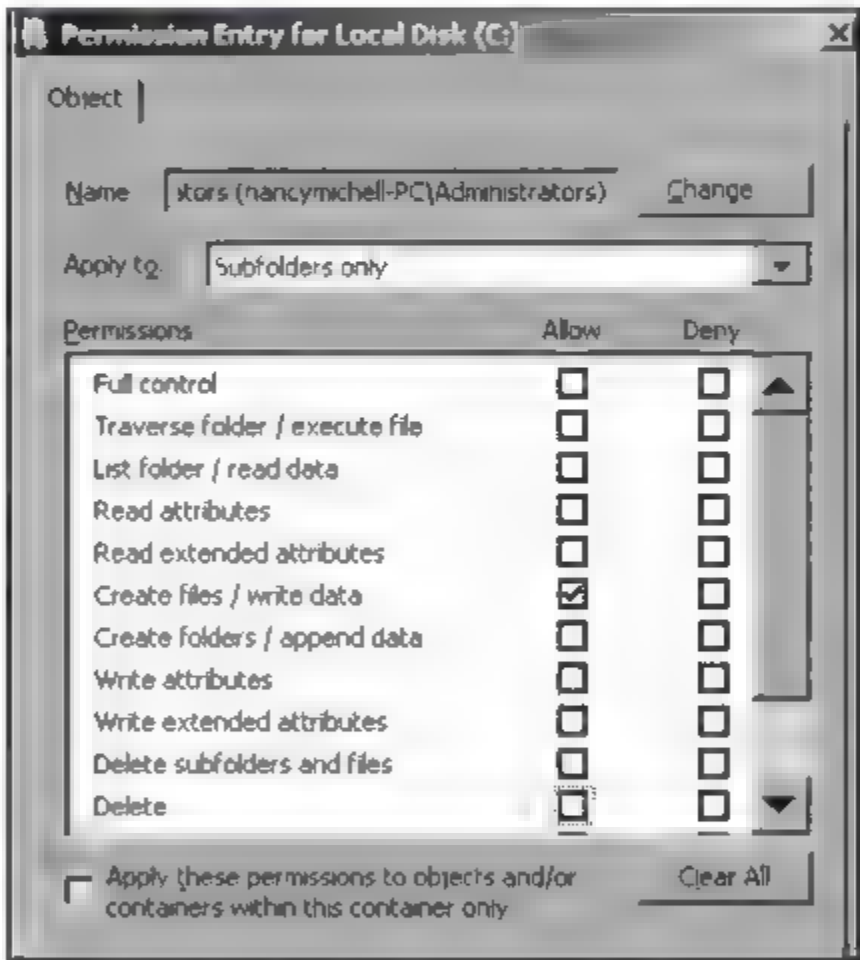 Permission Entry for Local Disk (C:)
Object
Name
ators (nancymichell-PC\Administrators)
Change
Apply to:
Subfolders only
Permissions
Allow
Deny
Full control
Traverse folder / execute file
List folder / read data
Read attributes
Read extended attributes
Create files / write data
Create folders / append data
Write attributes
Write extended attributes
Delete subfolders and files
Delete
Apply these permissions to objects and/or
containers within this container only
Clear All